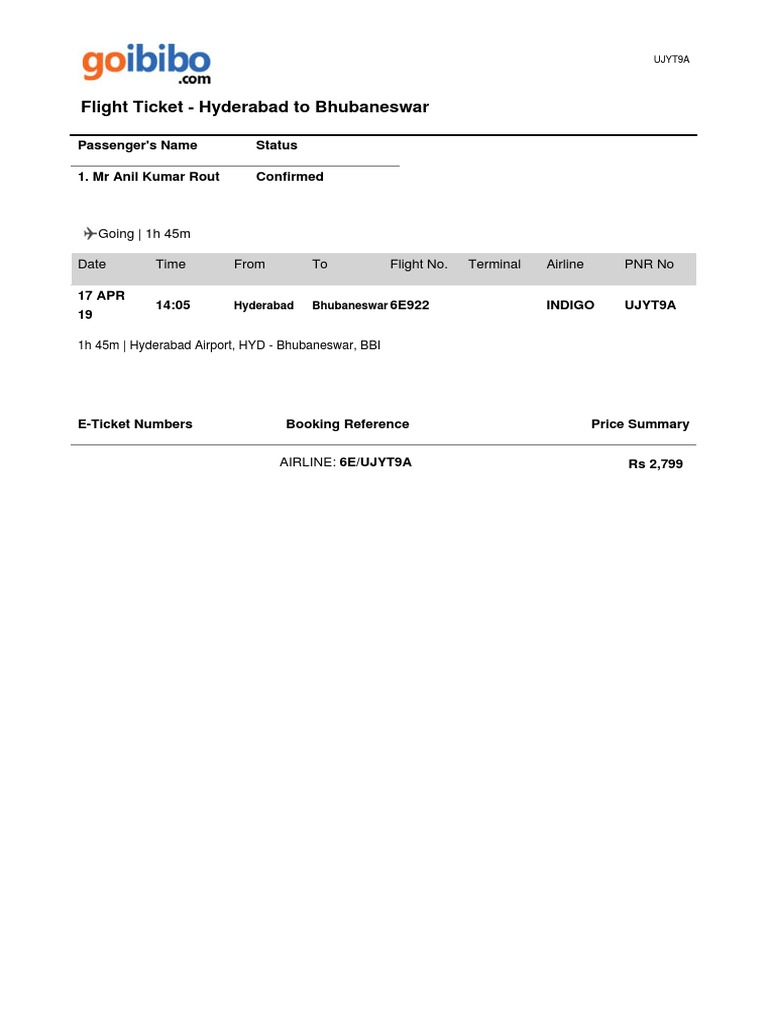 goibibo
.com
UJYT9A
Flight Ticket - Hyderabad to Bhubaneswar
Passenger's Name Status
1. Mr Anil Kumar Rout Confirmed
Going | 1h 45m
Date Time From To Flight No. Terminal Airline PNR No
17 APR
19 14:05 Hyderabad Bhubaneswar 6E922 INDIGO UJYT9A
1h 45m | Hyderabad Airport, HYD - Bhubaneswar, BBI
E-Ticket Numbers Booking Reference Price Summary
AIRLINE: 6E/UJYT9A Rs 2,799